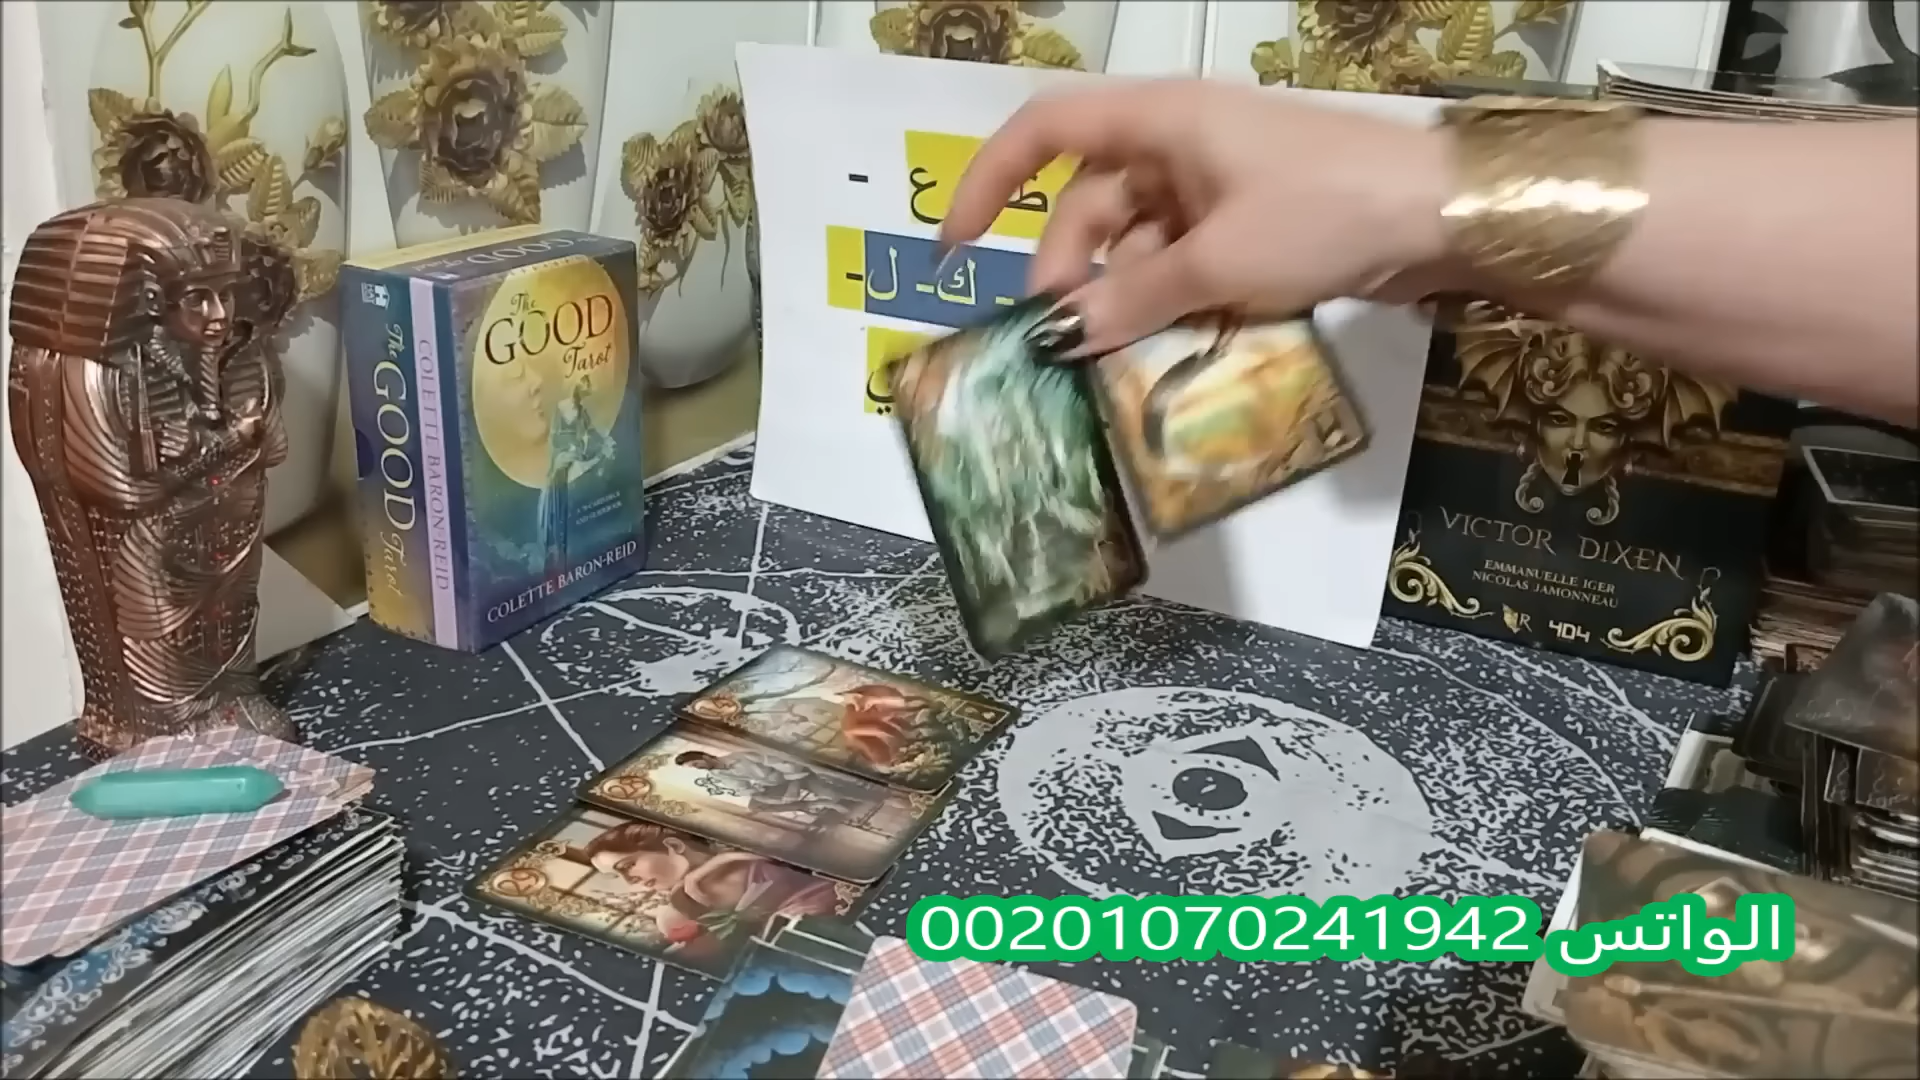 ظ ع -
- ك- ل-
ي
The
GOOD
Tarot
COLETTE BARON-REID
The GOOD Tarot
COLETTE BARON-REID
VICTOR DIXEN
EMMANUELLE IGER
NICOLAS JAMONNEAU
R 404
29
الواتس 00201070241942